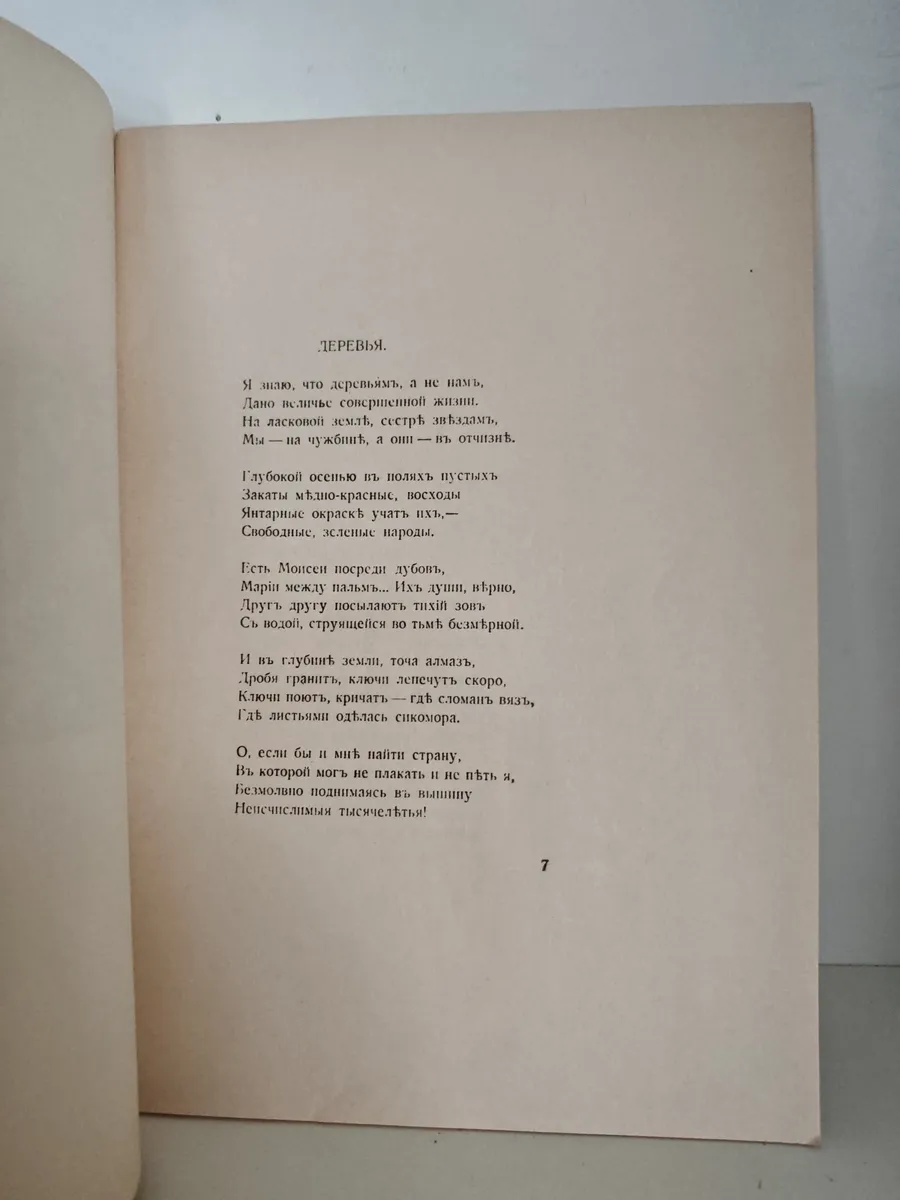 ДЕРЕВЬЯ.
Я знаю, что деревьямъ, а не намъ,
Дано величье совершенной жизни.
На ласковой землѣ, сестрѣ звѣздамъ,
Мы — на чужбинѣ, а они — въ отчизнѣ.
Глубокой осенью въ поляхъ пустыхъ
Закаты мѣдно-красные, восходы
Янтарные окраскѣ учатъ ихъ,—
Свободные, зеленые народы.
Есть Моисеи посреди дубовъ,
Маріи между пальмъ... Ихъ души, вѣрно,
Другъ другу посылаютъ тихій зовъ
Съ водой, струящейся во тьмѣ безмѣрной.
И въ глубинѣ земли, точа алмазъ,
Дробя гранитъ, ключи лепечутъ скоро,
Ключи поютъ, кричатъ — гдѣ сломанъ вязъ,
Гдѣ листьями одѣлась сикомора.
О, если бы и мнѣ найти страну,
Въ которой могъ не плакать и не пѣть я,
Безмолвно поднимаясь въ вышину
Неисчислимыя тысячелѣтья!
7